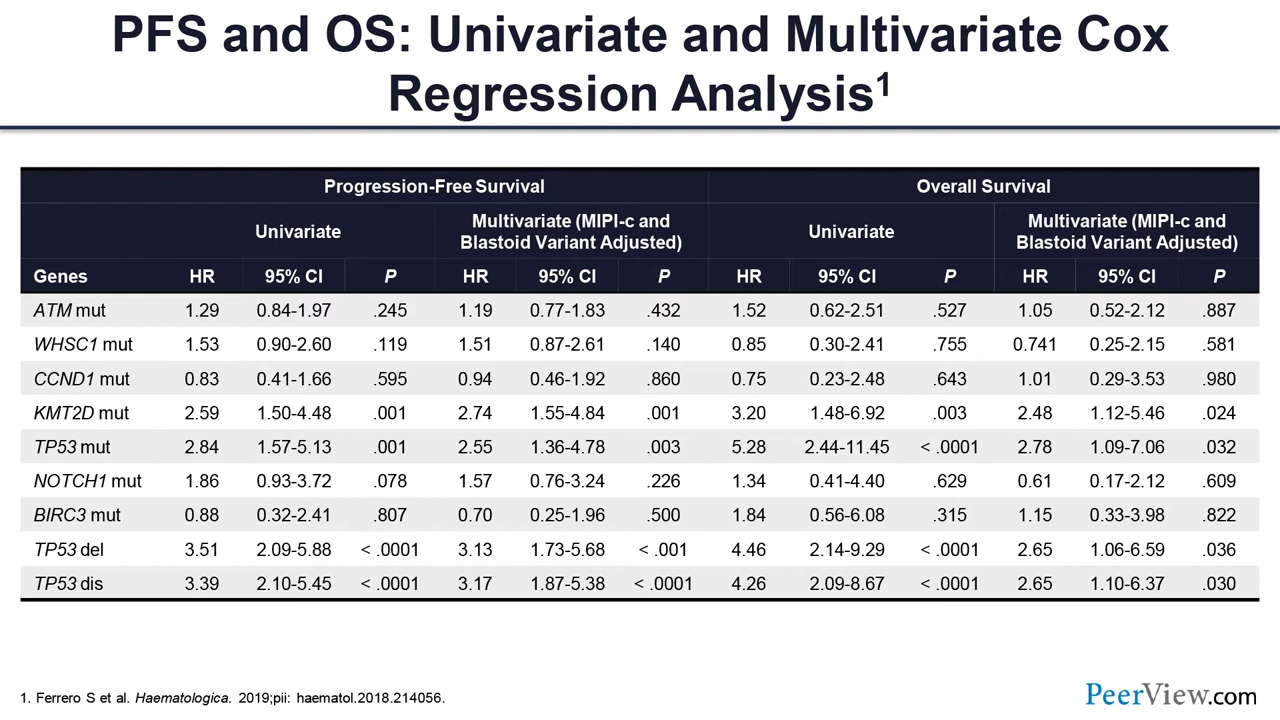 PFS and OS: Univariate and Multivariate Cox
Regression Analysis1
Progression-Free Survival Overall Survival
Univariate Multivariate (MIPI-c and Blastoid Variant Adjusted) Univariate Multivariate (MIPI-c and Blastoid Variant Adjusted)
Genes HR 95% CI P HR 95% CI P HR 95% CI P HR 95% CI P
ATM mut 1.29 0.84-1.97 .245 1.19 0.77-1.83 .432 1.52 0.62-2.51 .527 1.05 0.52-2.12 .887
WHSC1 mut 1.53 0.90-2.60 .119 1.51 0.87-2.61 .140 0.85 0.30-2.41 .755 0.741 0.25-2.15 .581
CCND1 mut 0.83 0.41-1.66 .595 0.94 0.46-1.92 .860 0.75 0.23-2.48 .643 1.01 0.29-3.53 .980
KMT2D mut 2.59 1.50-4.48 .001 2.74 1.55-4.84 .001 3.20 1.48-6.92 .003 2.48 1.12-5.46 .024
TP53 mut 2.84 1.57-5.13 .001 2.55 1.36-4.78 .003 5.28 2.44-11.45 < .0001 2.78 1.09-7.06 .032
NOTCH1 mut 1.86 0.93-3.72 .078 1.57 0.76-3.24 .226 1.34 0.41-4.40 .629 0.61 0.17-2.12 .609
BIRC3 mut 0.88 0.32-2.41 .807 0.70 0.25-1.96 .500 1.84 0.56-6.08 .315 1.15 0.33-3.98 .822
TP53 del 3.51 2.09-5.88 < .0001 3.13 1.73-5.68 < .001 4.46 2.14-9.29 < .0001 2.65 1.06-6.59 .036
TP53 dis 3.39 2.10-5.45 < .0001 3.17 1.87-5.38 < .0001 4.26 2.09-8.67 < .0001 2.65 1.10-6.37 .030
1. Ferrero S et al. Haematologica. 2019;pii: haematol.2018.214056.
PeerView.com